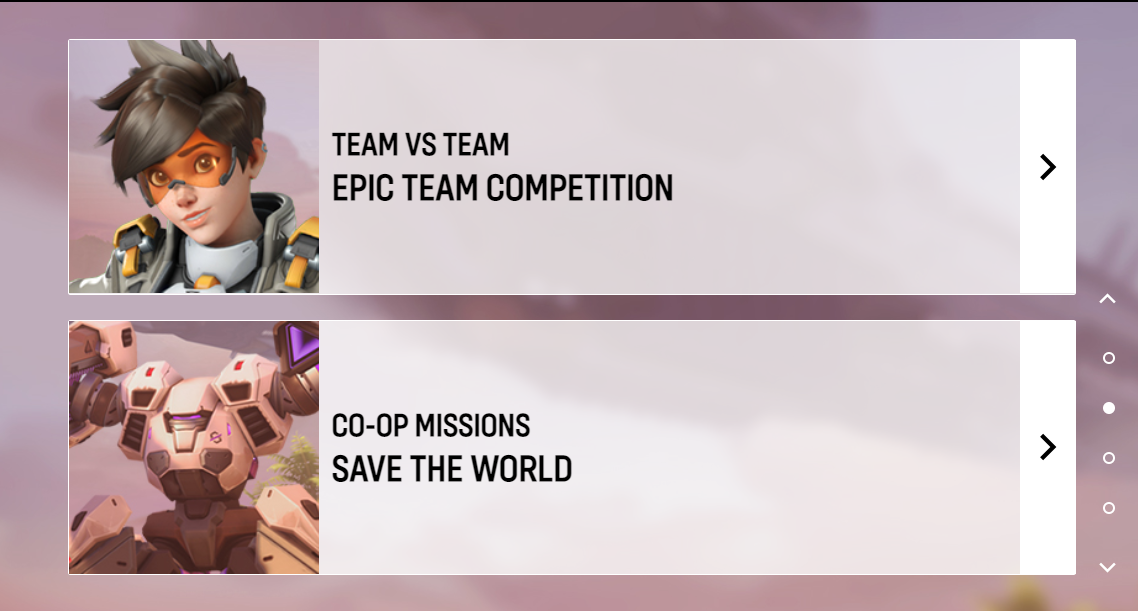 TEAM VS TEAM
EPIC TEAM COMPETITION
CO-OP MISSIONS
SAVE THE WORLD